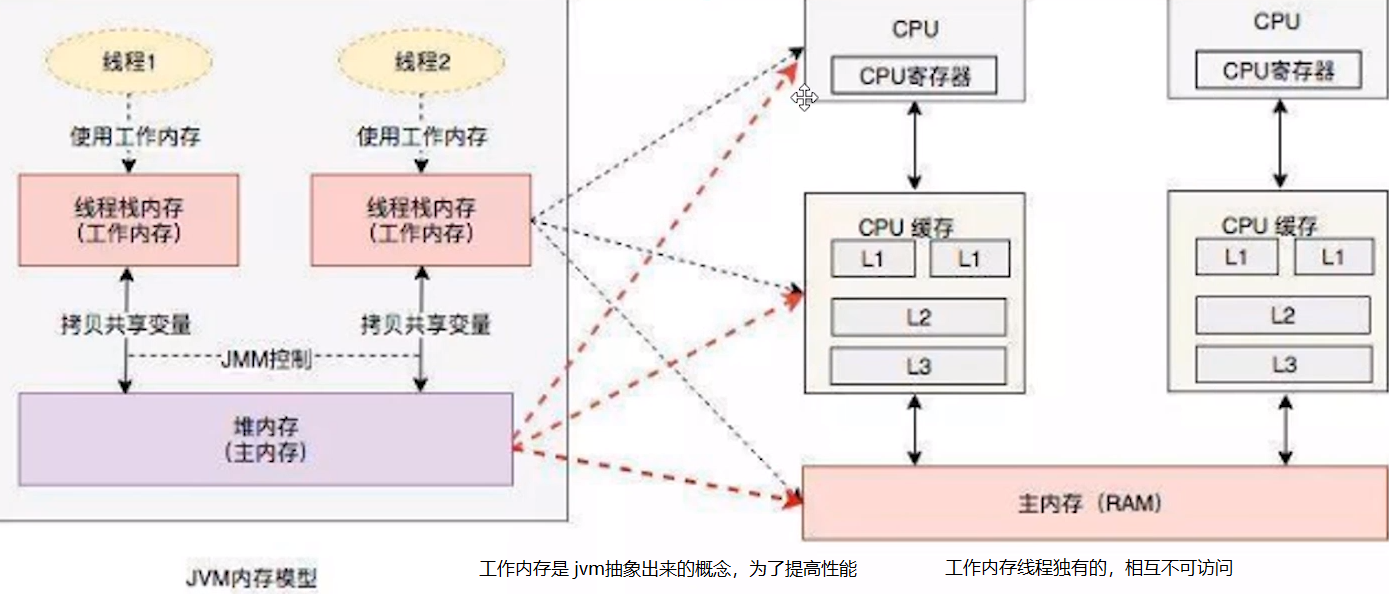 线程1
线程2
使用工作内存
使用工作内存
线程栈内存
（工作内存）
线程栈内存
（工作内存）
拷贝共享变量
拷贝共享变量
JMM控制
堆内存
（主内存）
JVM内存模型
CPU
CPU寄存器
CPU 缓存
L1
L1
L2
L3
CPU
CPU寄存器
CPU 缓存
L1
L1
L2
L3
主内存（RAM）
工作内存是 jvm抽象出来的概念，为了提高性能
工作内存线程独有的，相互不可访问